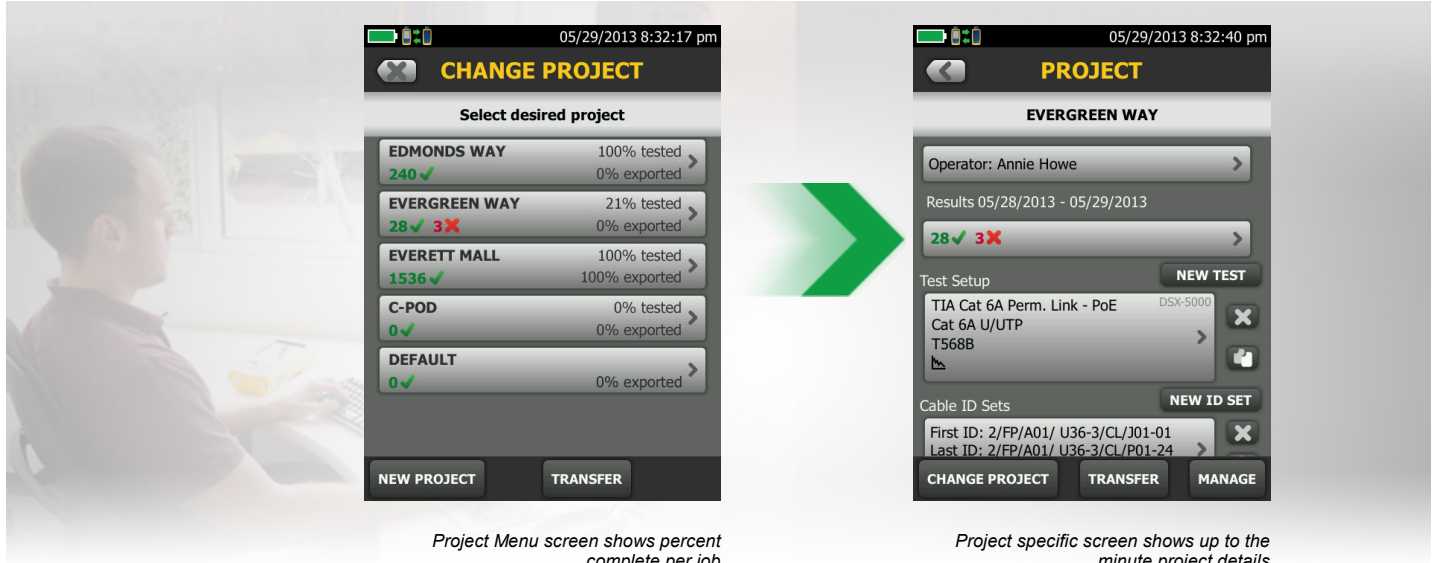 05/29/2013 8:32:17 pm
CHANGE PROJECT
Select desired project
EDMONDS WAY 100% tested
240 0% exported
EVERGREEN WAY 21% tested
28 3 0% exported
EVERETT MALL 100% tested
1536 100% exported
C-POD 0% tested
0 0% exported
DEFAULT
0 0% exported
NEW PROJECT TRANSFER
Project Menu screen shows percent
complete per job
05/29/2013 8:32:40 pm
PROJECT
EVERGREEN WAY
Operator: Annie Howe
Results 05/28/2013 - 05/29/2013
28 3
Test Setup NEW TEST
TIA Cat 6A Perm. Link - PoE DSX-5000
Cat 6A U/UTP
T568B
Cable ID Sets NEW ID SET
First ID: 2/FP/A01/ U36-3/CL/J01-01
Last ID: 2/FP/A01/ U36-3/CL/P01-24
CHANGE PROJECT TRANSFER MANAGE
Project specific screen shows up to the
minute project details